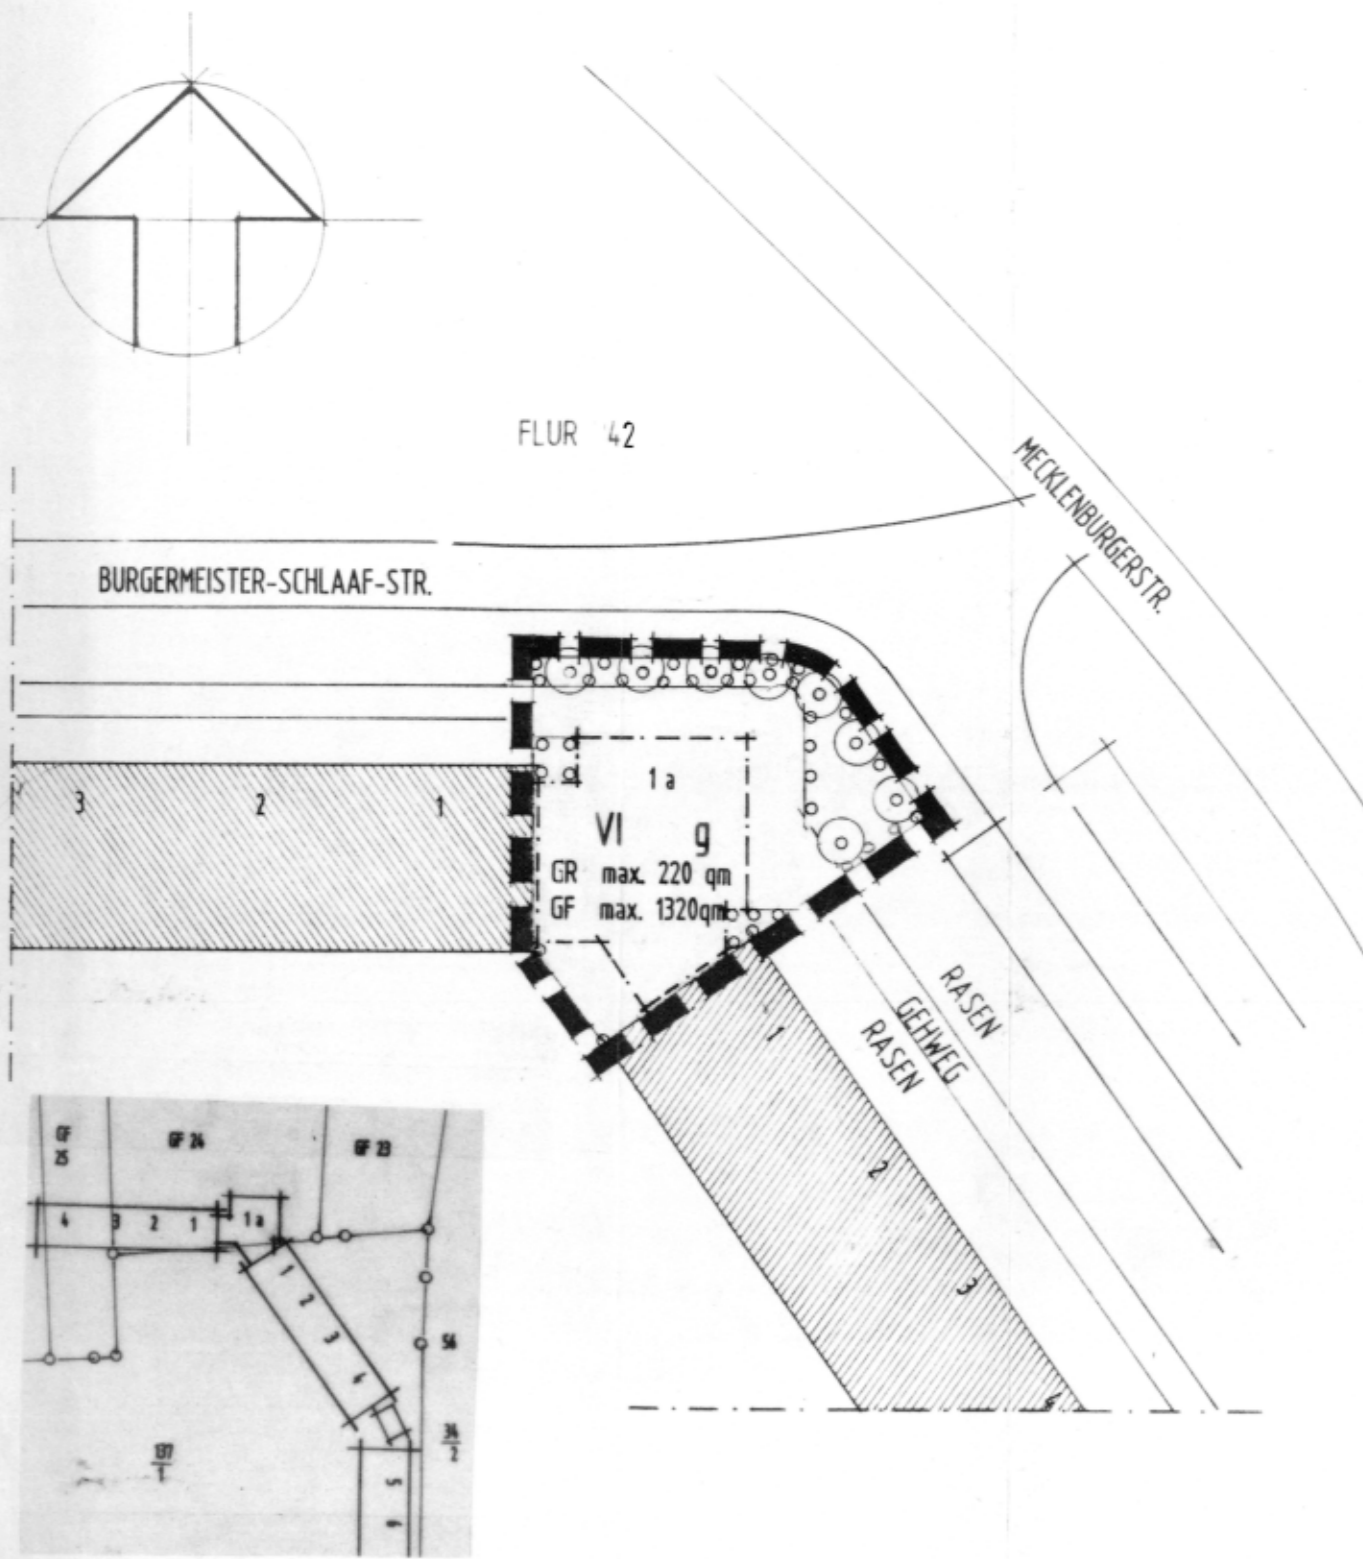 FLUR 42
MECKLENBURGERSTR.
BURGERMEISTER-SCHLAAF-STR.
3 2 1
1 a
VI g
GR max. 220 qm
GF max. 1320qm
RASEN
GEHWEG
RASEN
1
2
3
4
GF
25
GF 24
GF 23
4 3 2 1 1a
1
2
3
4
56
34
2
137
1
5
6